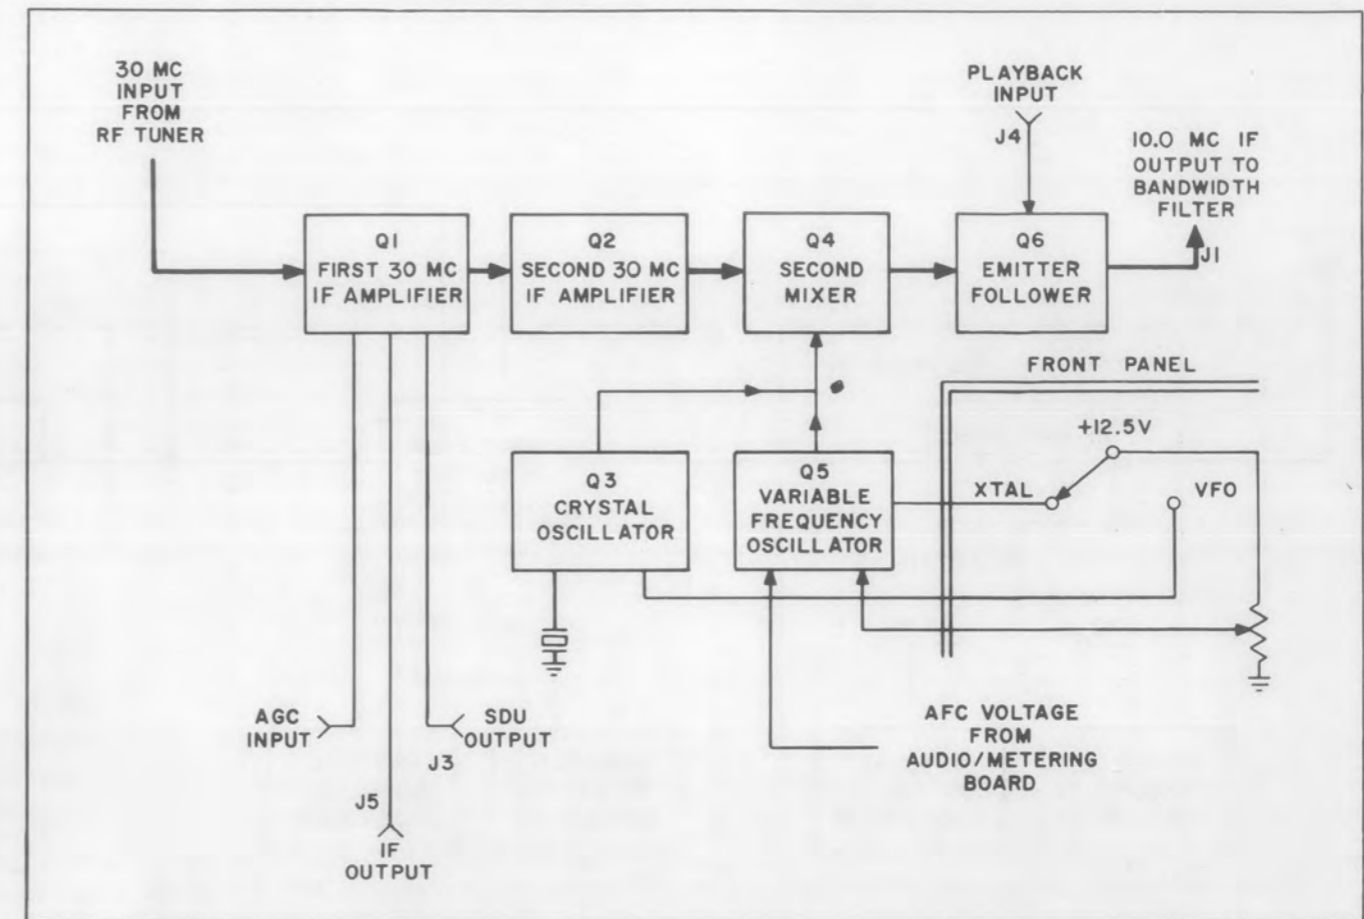 30 MC
INPUT
FROM
RF TUNER
PLAYBACK
INPUT
J4
10.0 MC IF
OUTPUT TO
BANDWIDTH
FILTER
J1
Q1
FIRST 30 MC
IF AMPLIFIER
Q2
SECOND 30 MC
IF AMPLIFIER
Q4
SECOND
MIXER
Q6
EMITTER
FOLLOWER
FRONT PANEL
+12.5V
XTAL
VFO
Q3
CRYSTAL
OSCILLATOR
Q5
VARIABLE
FREQUENCY
OSCILLATOR
AGC
INPUT
SDU
OUTPUT
J3
J5
IF
OUTPUT
AFC VOLTAGE
FROM
AUDIO/METERING
BOARD